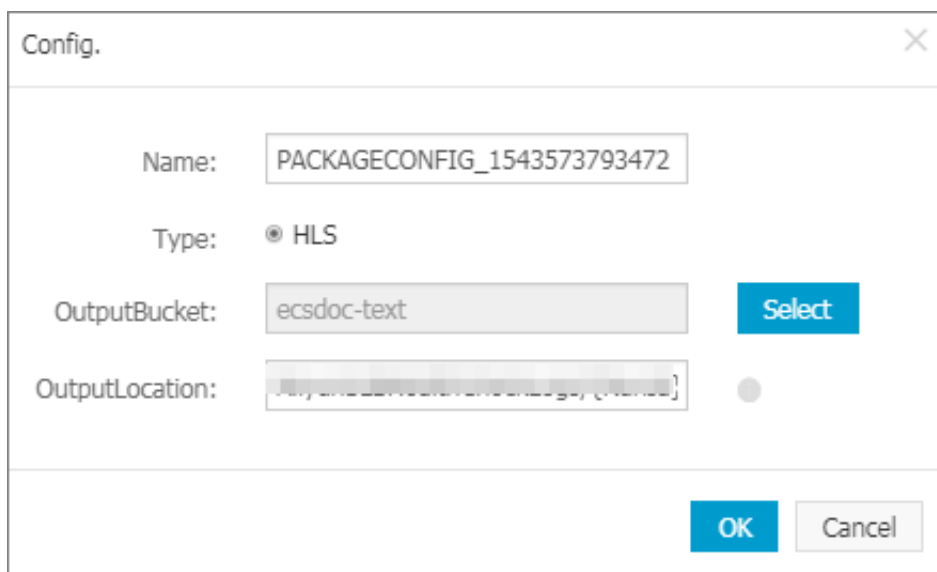 Config.
Name: PACKAGECONFIG_1543573793472
Type: HLS
OutputBucket: ecsdoc-text Select
OutputLocation:
OK Cancel